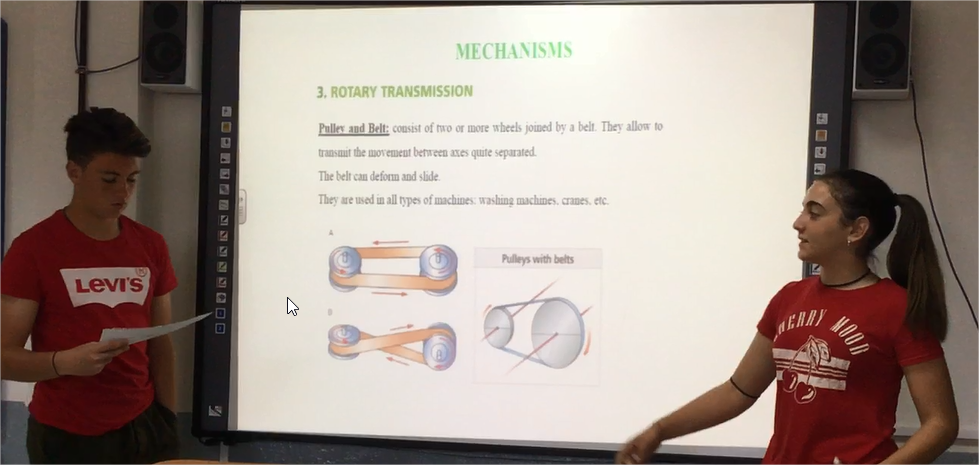 MECHANISMS
3. ROTARY TRANSMISSION
Pulley and Belt: consist of two or more wheels joined by a belt. They allow to
transmit the movement between axes quite separated.
The belt can deform and slide.
They are used in all types of machines: washing machines, cranes, etc.
A
Pulleys with belts
B
LEVI'S
CHERRY MOOD